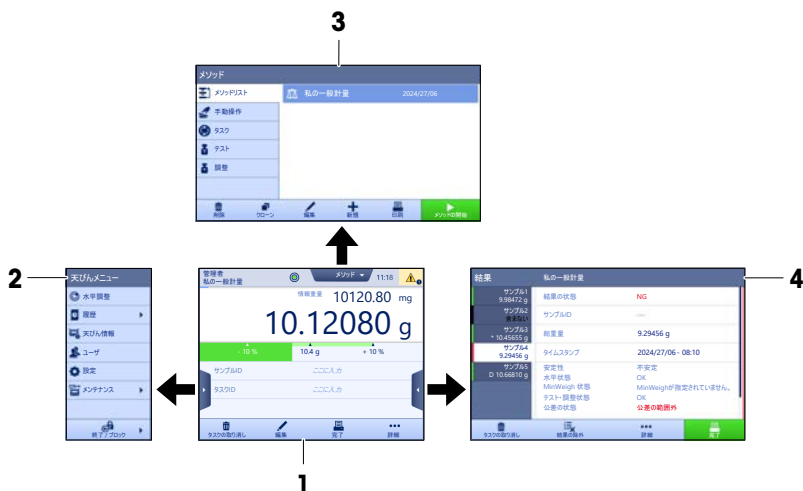 3
メソッド
メソッドリスト
私の一般計量 2024/27/06
手動操作
タスク
テスト
調整
削除 クローン 編集 新規 印刷 メソッドの開始
2
天びんメニュー
水平調整
履歴
天びん情報
ユーザ
設定
メンテナンス
終了 / ブロック
管理者
私の一般計量
メソッド 11:18
情報重量 10120.80 mg
10.12080 g
- 10 % 10.4 g + 10 %
サンプルID ここに入力
タスクID ここに入力
タスクの取り消し 編集 完了 詳細
1
4
結果 私の一般計量
サンプル1
9.98472 g
サンプル2
含まない
サンプル3
* 10.45655 g
サンプル4
9.29456 g
サンプル5
D 10.66810 g
結果の状態 NG
サンプルID ---
総重量 9.29456 g
タイムスタンプ 2024/27/06 - 08:10
安定性 不安定
水平状態 OK
MinWeigh 状態 MinWeighが指定されていません。
テスト- 調整状態 OK
公差の状態 公差の範囲外
タスクの取り消し 結果の除外 詳細 完了